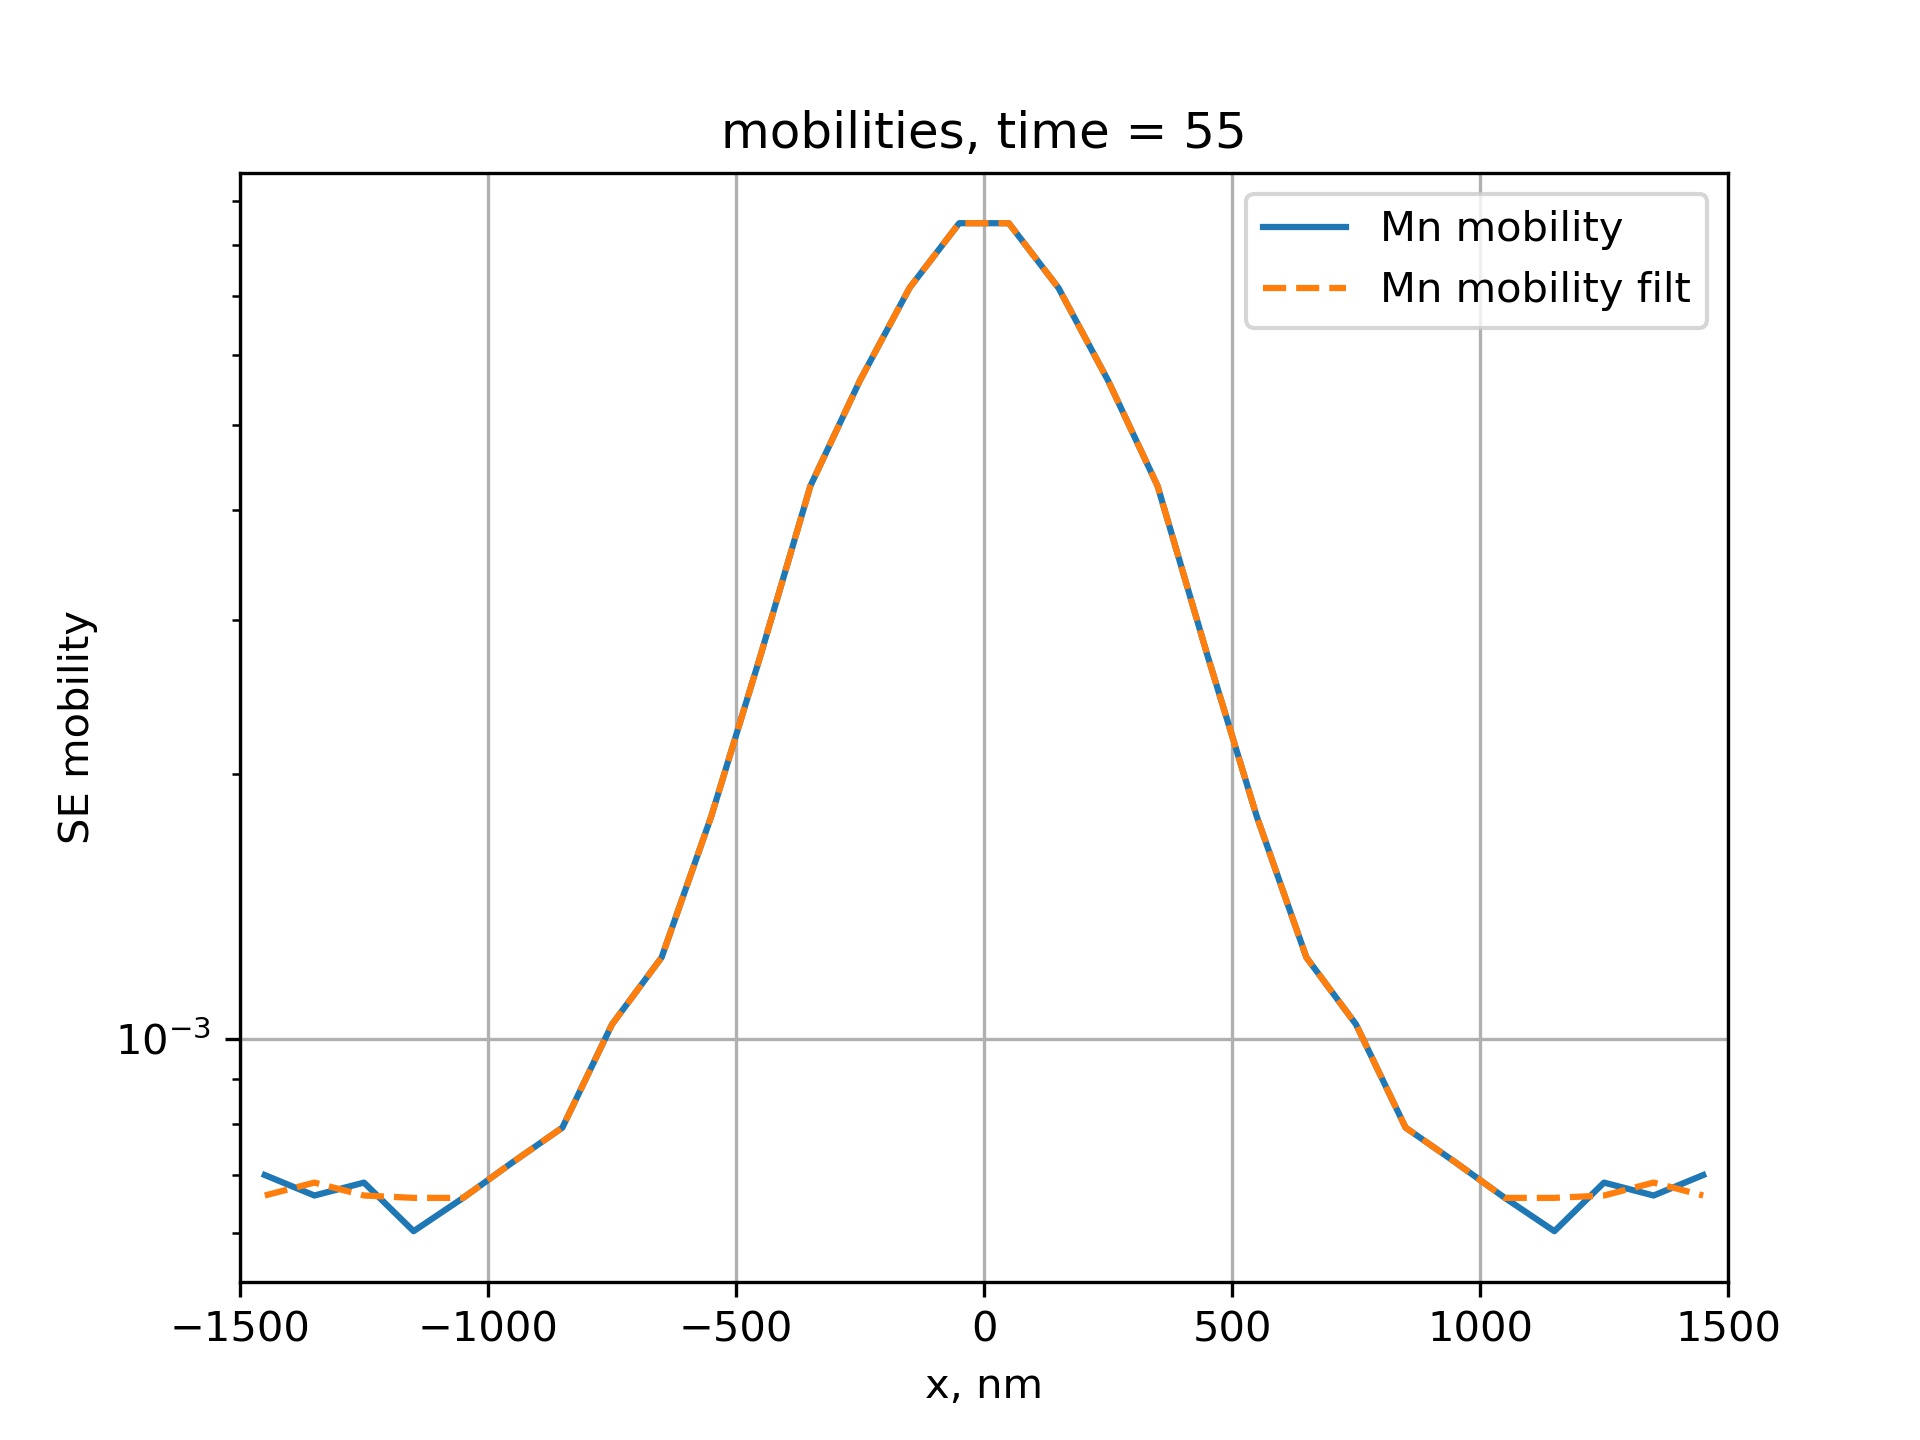 mobilities, time = 55
Mn mobility
Mn mobility filt
SE mobility
10⁻³
−1500 −1000 −500 0 500 1000 1500
x, nm